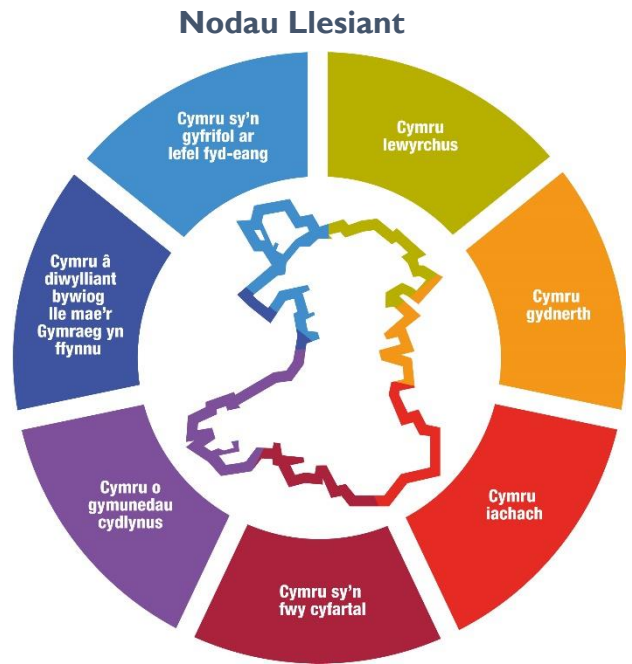 Nodau Llesiant
Cymru lewyrchus
Cymru
gydnerth
Cymru
iachach
Cymru sy'n
fwy cyfartal
Cymru o
gymunedau
cydlynus
Cymru â
diwylliant
bywiog
lle mae'r
Gymraeg yn
ffynnu
Cymru sy'n
gyfrifol ar
lefel fyd-eang